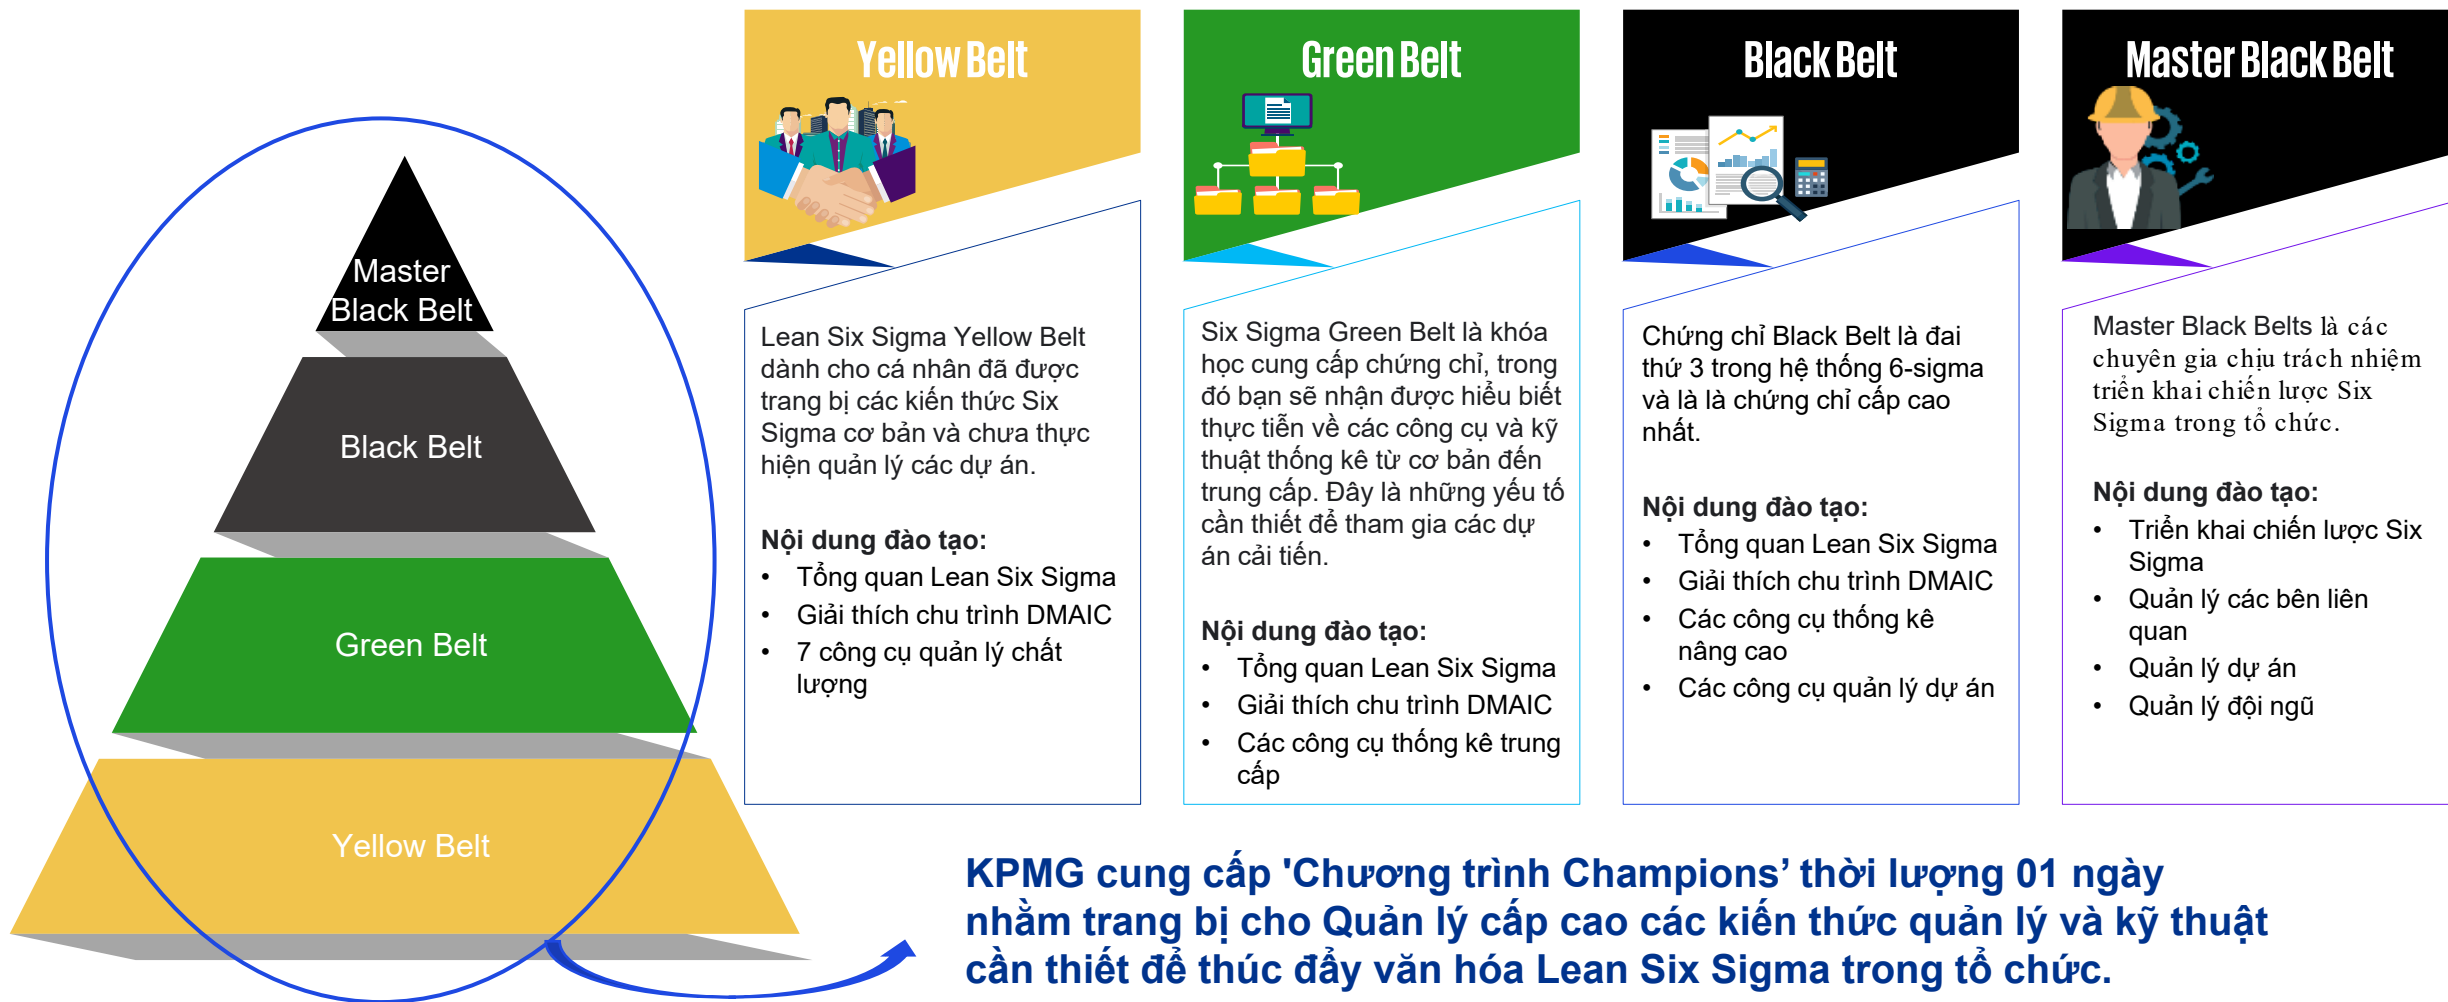 Master
Black Belt
Black Belt
Green Belt
Yellow Belt
Yellow Belt
Lean Six Sigma Yellow Belt
dành cho cá nhân đã được
trang bị các kiến thức Six
Sigma cơ bản và chưa thực
hiện quản lý các dự án.
Nội dung đào tạo:
• Tổng quan Lean Six Sigma
• Giải thích chu trình DMAIC
• 7 công cụ quản lý chất
lượng
Green Belt
Six Sigma Green Belt là khóa
học cung cấp chứng chỉ, trong
đó bạn sẽ nhận được hiểu biết
thực tiễn về các công cụ và kỹ
thuật thống kê từ cơ bản đến
trung cấp. Đây là những yếu tố
cần thiết để tham gia các dự
án cải tiến.
Nội dung đào tạo:
• Tổng quan Lean Six Sigma
• Giải thích chu trình DMAIC
• Các công cụ thống kê trung
cấp
Black Belt
Chứng chỉ Black Belt là đai
thứ 3 trong hệ thống 6-sigma
và là là chứng chỉ cấp cao
nhất.
Nội dung đào tạo:
• Tổng quan Lean Six Sigma
• Giải thích chu trình DMAIC
• Các công cụ thống kê
nâng cao
• Các công cụ quản lý dự án
Master Black Belt
Master Black Belts là các
chuyên gia chịu trách nhiệm
triển khai chiến lược Six
Sigma trong tổ chức.
Nội dung đào tạo:
• Triển khai chiến lược Six
Sigma
• Quản lý các bên liên
quan
• Quản lý dự án
• Quản lý đội ngũ
KPMG cung cấp 'Chương trình Champions’ thời lượng 01 ngày
nhằm trang bị cho Quản lý cấp cao các kiến thức quản lý và kỹ thuật
cần thiết để thúc đẩy văn hóa Lean Six Sigma trong tổ chức.